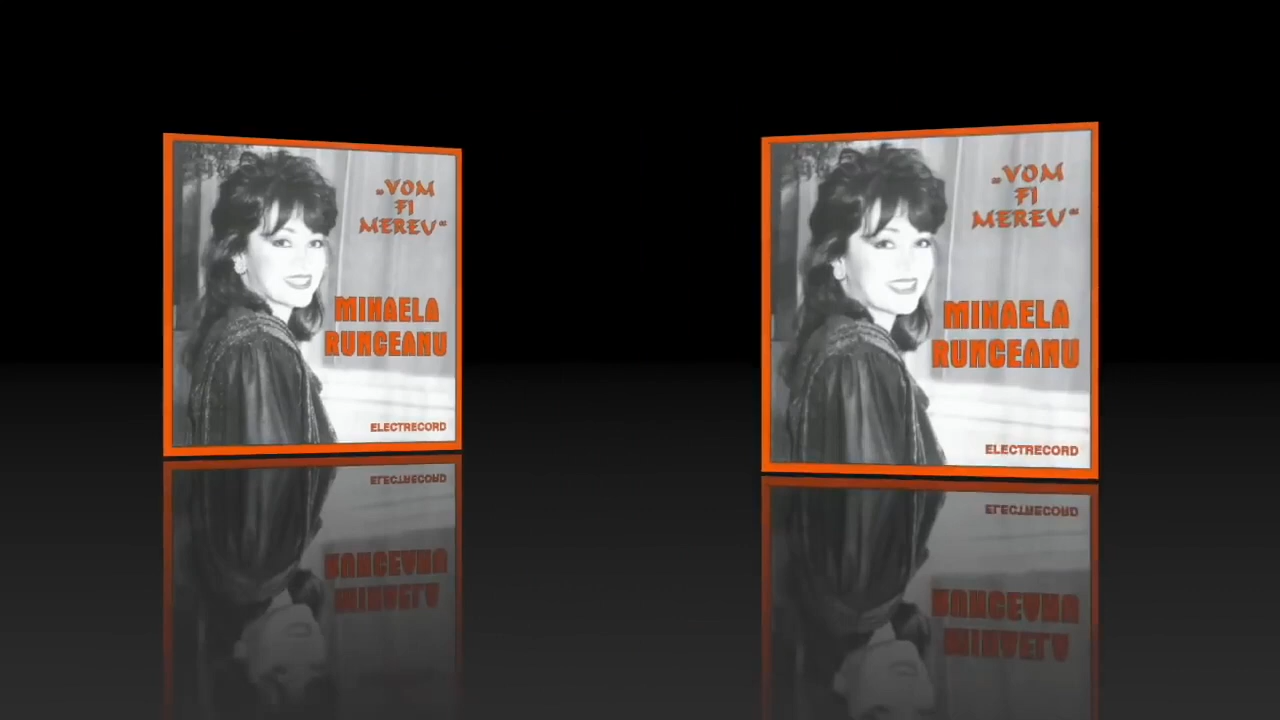 „VOM
FI
MEREU“
MIHAELA
RUNCEANU
ELECTRECORD
„VOM
FI
MEREU“
MIHAELA
RUNCEANU
ELECTRECORD